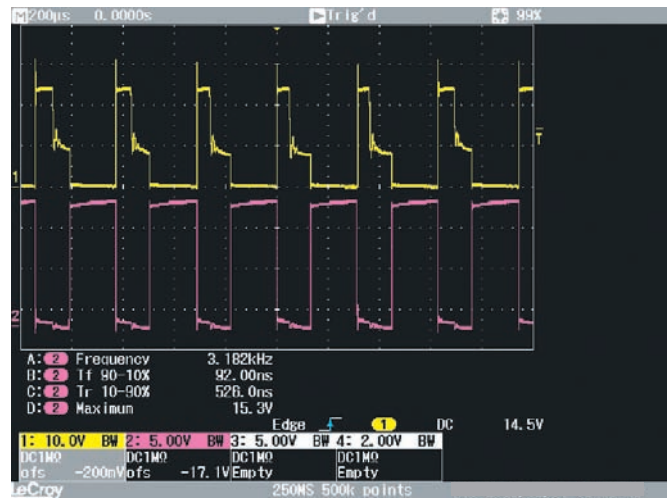 M 200µs 0.0000s Trig'd 99%
T
1
2
A: 2 Frequency 3.182kHz
B: 2 Tf 90-10% 92.00ns
C: 2 Tr 10-90% 526.0ns
D: 2 Maximum 15.3V
Edge 1 DC 14.5V
1: 10.0V BW 2: 5.00V BW 3: 5.00V BW 4: 2.00V BW
DC1MΩ DC1MΩ DC1MΩ DC1MΩ
ofs -200mV ofs -17.1V Empty Empty
LeCroy 250MS 500k points